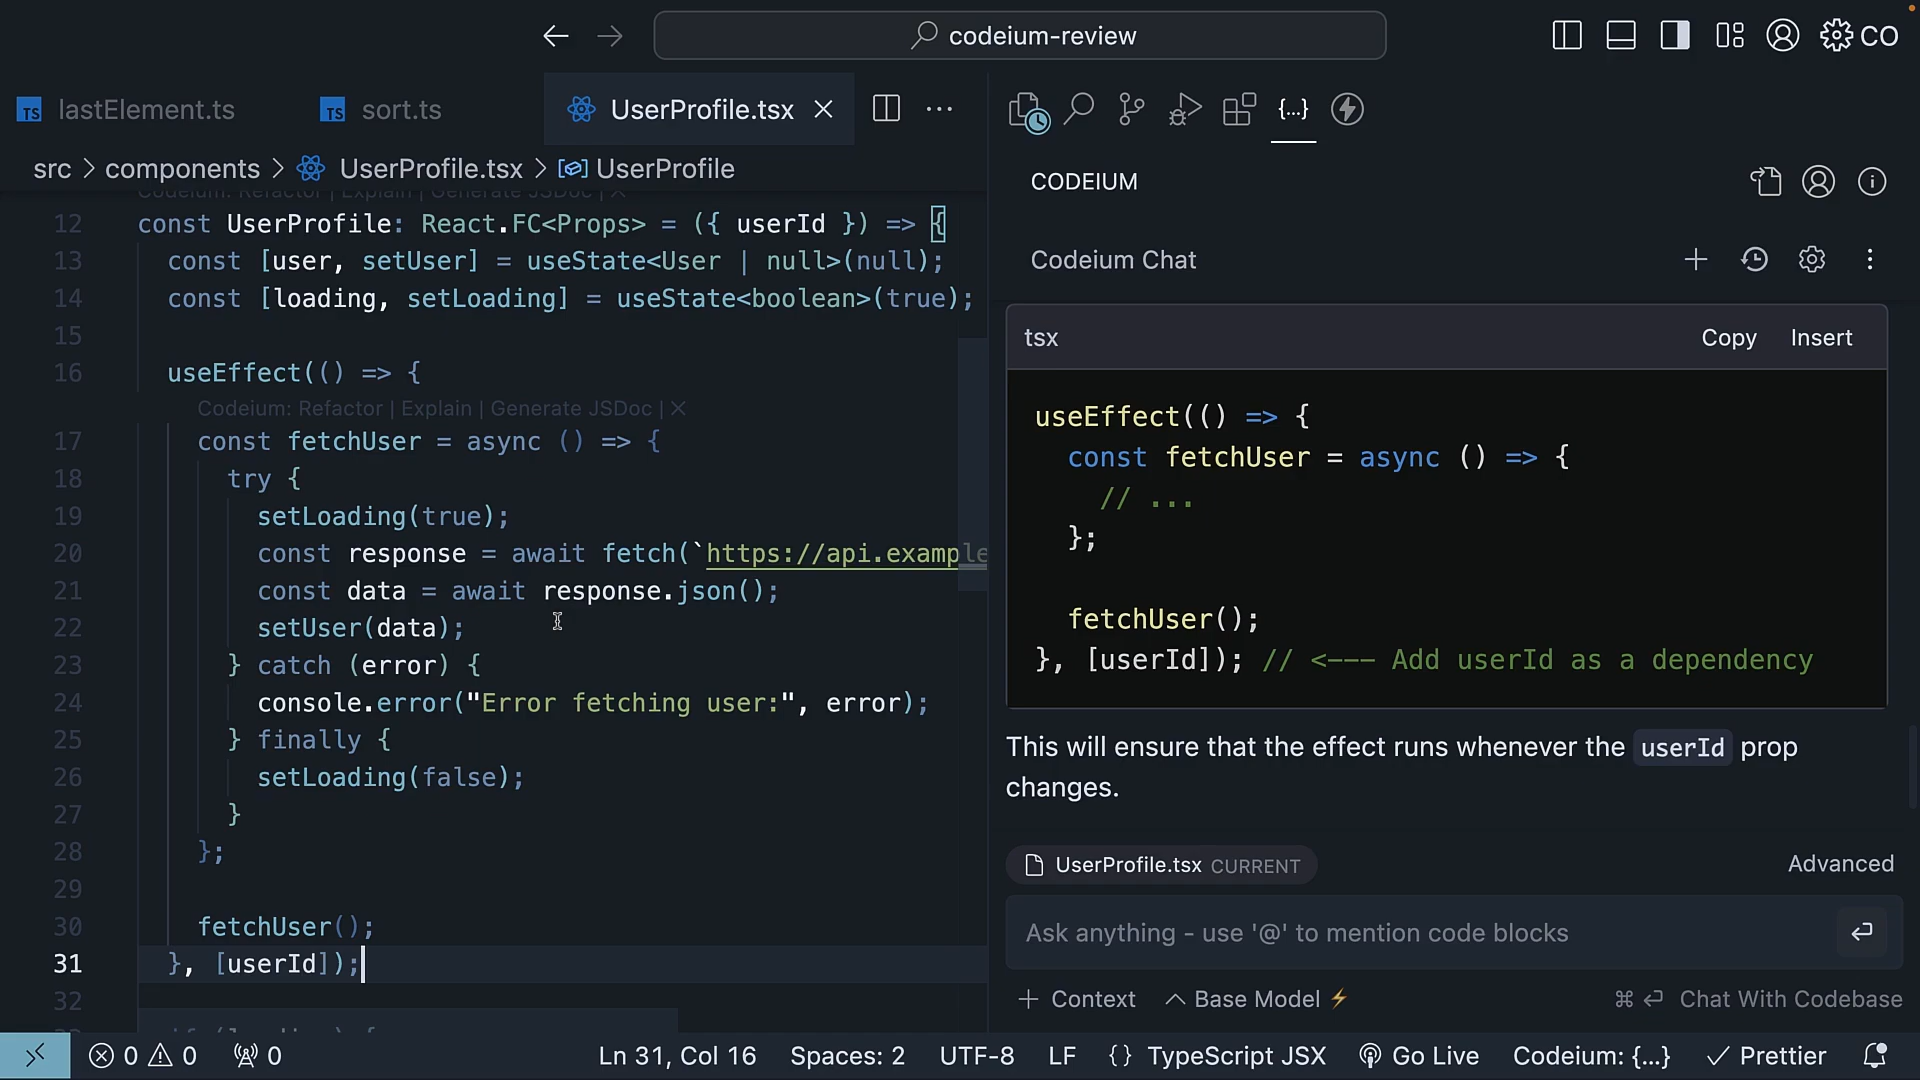 codeium-review
CO
TS lastElement.ts
TS sort.ts
UserProfile.tsx
src > components > UserProfile.tsx > UserProfile
Codeium: Refactor | Explain | Generate JSDoc | ×
12 const UserProfile: React.FC<Props> = ({ userId }) => {
13 const [user, setUser] = useState<User | null>(null);
14 const [loading, setLoading] = useState<boolean>(true);
15
16 useEffect(() => {
Codeium: Refactor | Explain | Generate JSDoc | ×
17 const fetchUser = async () => {
18 try {
19 setLoading(true);
20 const response = await fetch(`https://api.example
21 const data = await response.json();
22 setUser(data);
23 } catch (error) {
24 console.error("Error fetching user:", error);
25 } finally {
26 setLoading(false);
27 }
28 };
29
30 fetchUser();
31 }, [userId]);
32
CODEIUM
Codeium Chat
tsx
Copy Insert
useEffect(() => {
const fetchUser = async () => {
// ...
};
fetchUser();
}, [userId]); // <--- Add userId as a dependency
This will ensure that the effect runs whenever the userId prop
changes.
UserProfile.tsx CURRENT
Advanced
Ask anything - use '@' to mention code blocks
+ Context
Base Model
⌘ ↩ Chat With Codebase
0 0 0
Ln 31, Col 16
Spaces: 2
UTF-8
LF
{} TypeScript JSX
Go Live
Codeium: {...}
Prettier